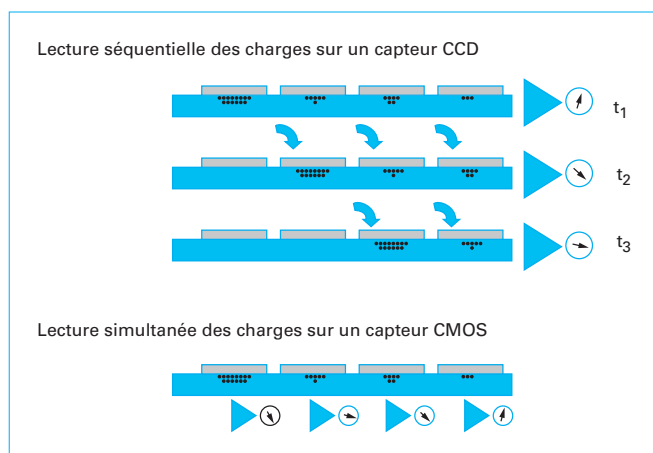 Lecture séquentielle des charges sur un capteur CCD
t1
t2
t3
Lecture simultanée des charges sur un capteur CMOS